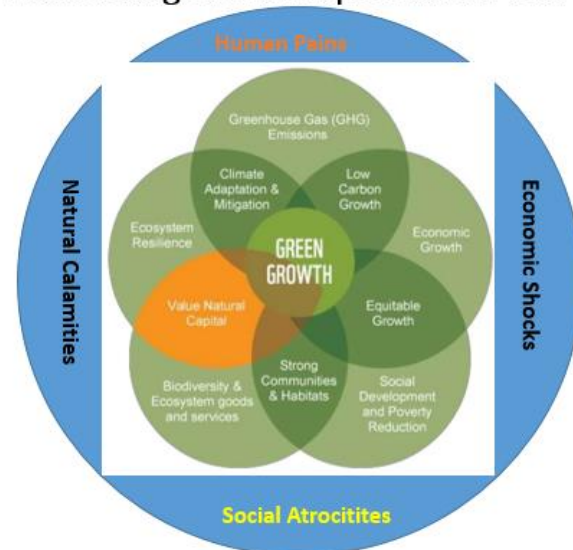 Human Pains
Greenhouse Gas (GHG)
Emissions
Climate
Adaptation &
Mitigation
Low
Carbon
Growth
Ecosystem
Resilience
GREEN
GROWTH
Economic
Growth
Natural Calamities
Economic Shocks
Value Natural
Capital
Equitable
Growth
Biodiversity &
Ecosystem goods
and services
Strong
Communities
& Habitats
Social
Development
and Poverty
Reduction
Social Atrocitites